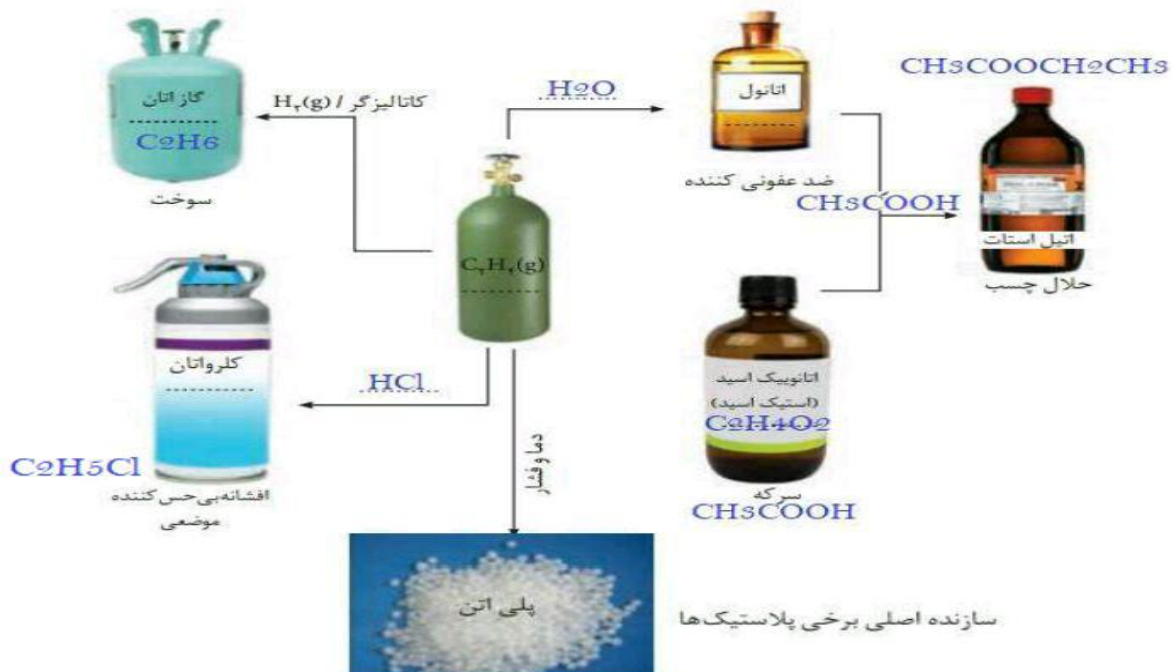 گاز اتان
C2H6
سوخت
کاتالیزگر / H₂(g)
H2O
اتانول
ضد عفونی کننده
CH3COOH
CH3COOCH2CH3
اتیل استات
حلال چسب
C₂H₄(g)
کلرواتان
C2H5Cl
افشانه بی‌حس کننده
موضعی
HCl
دما و فشار
اتانوییک اسید
(استیک اسید)
C2H4O2
سرکه
CH3COOH
پلی اتن
سازنده اصلی برخی پلاستیک‌ها